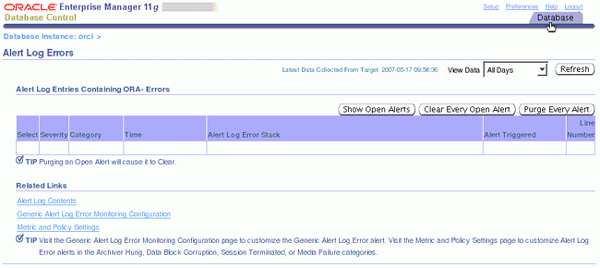 ORACLE Enterprise Manager 11g
Setup Preferences Help Logout
Database Control
Database
Database Instance: orcl >
Alert Log Errors
Latest Data Collected From Target 2007-05-17 09:58:36 View Data All Days Refresh
Alert Log Entries Containing ORA- Errors
Show Open Alerts Clear Every Open Alert Purge Every Alert
Select Severity Category Time Alert Log Error Stack Alert Triggered Line Number
TIP Purging an Open Alert will cause it to Clear.
Related Links
Alert Log Contents
Generic Alert Log Error Monitoring Configuration
Metric and Policy Settings
TIP Visit the Generic Alert Log Error Monitoring Configuration page to customize the Generic Alert Log Error alert. Visit the Metric and Policy Settings page to customize Alert
Log Error alerts in the Archiver Hung, Data Block Corruption, Session Terminated, or Media Failure categories.